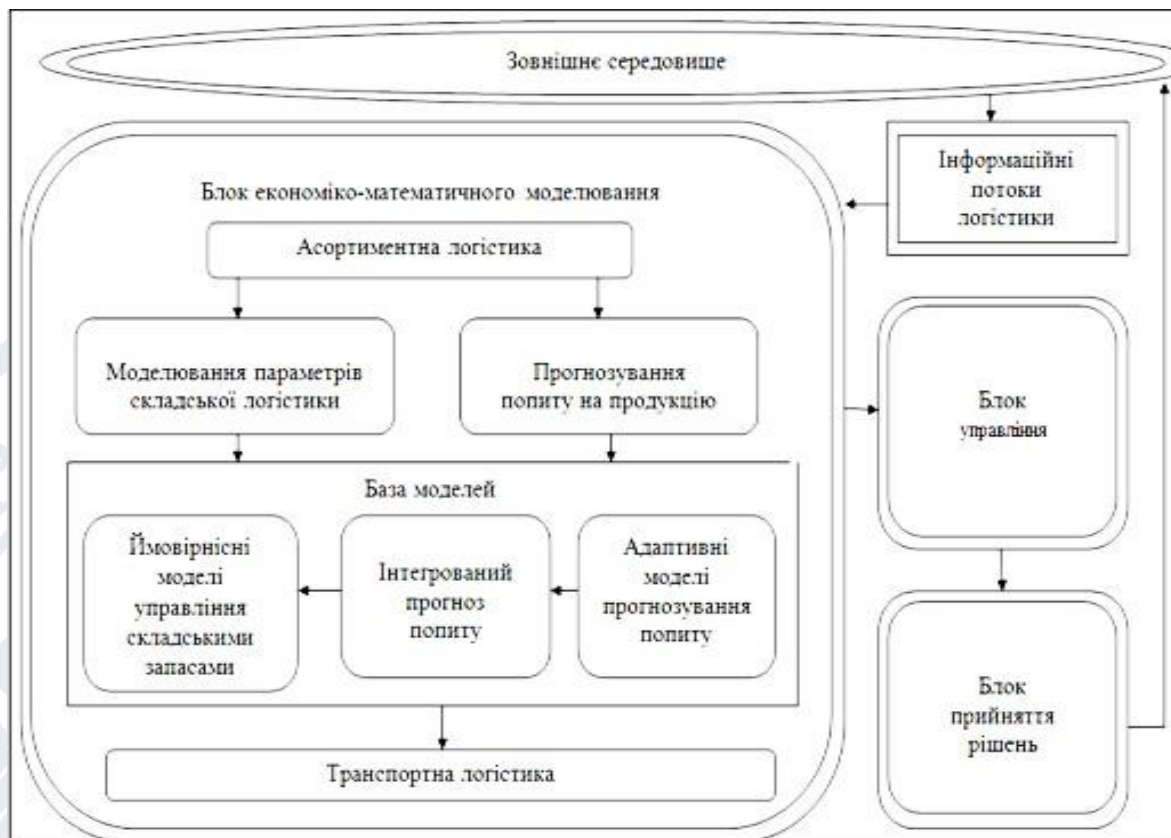 Зовнішнє середовише
Інформаційні
потоки
логістики
Блок економіко-математичного моделювання
Асортиментна логістика
Моделювання параметрів
складської логістики
Прогнозування
попиту на продукцію
Блок
управління
База моделей
Ймовірнісні
моделі
управління
складськими
запасами
Інтегрований
прогноз
попиту
Адаптивні
моделі
прогнозування
попиту
Блок
прийняття
рішень
Транспортна логістика